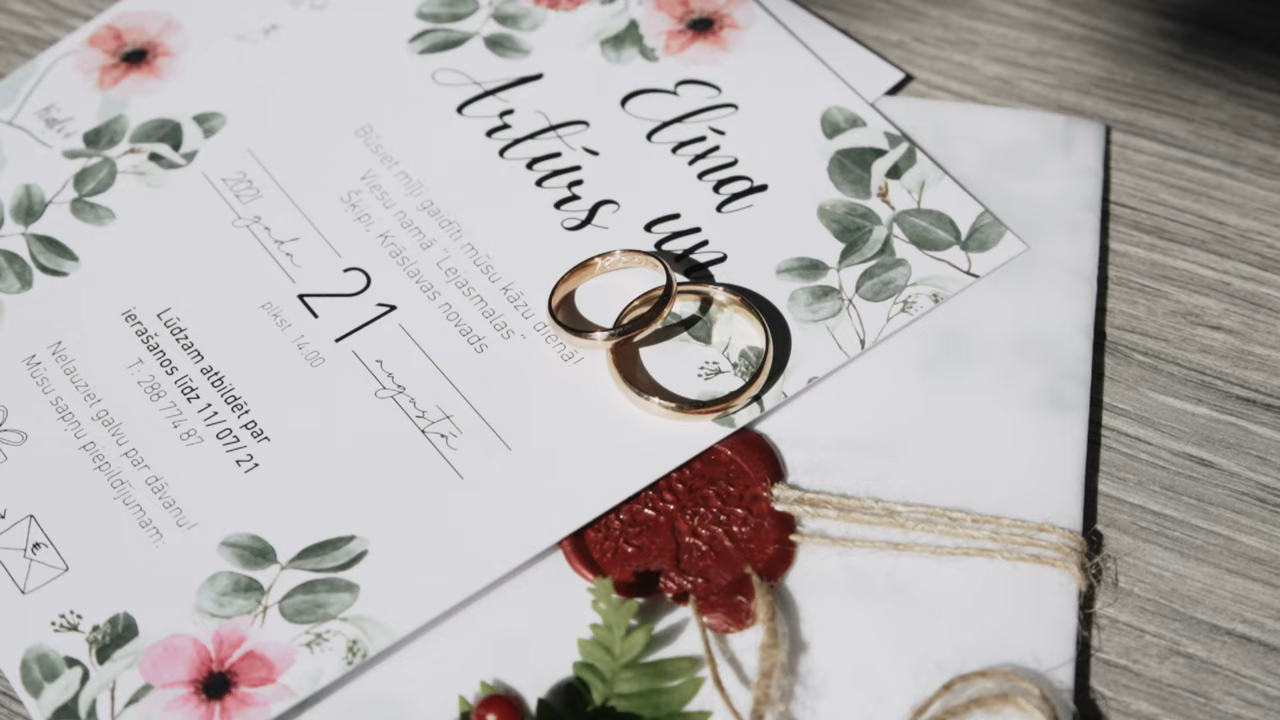 Elīna
un
Artūrs
Būsiet mīļi gaidīti mūsu kāzu dienā!
Viesu namā "Lejasmalas"
Šķipi, Krāslavas novads
2021
gada
21
augustā
plkst. 14:00
Lūdzam atbildēt par
ierašanos līdz 11/07/21
T: 288 774 87
Nelauziet galvu par dāvanu!
Mūsu sapņu piepildījumam:
€